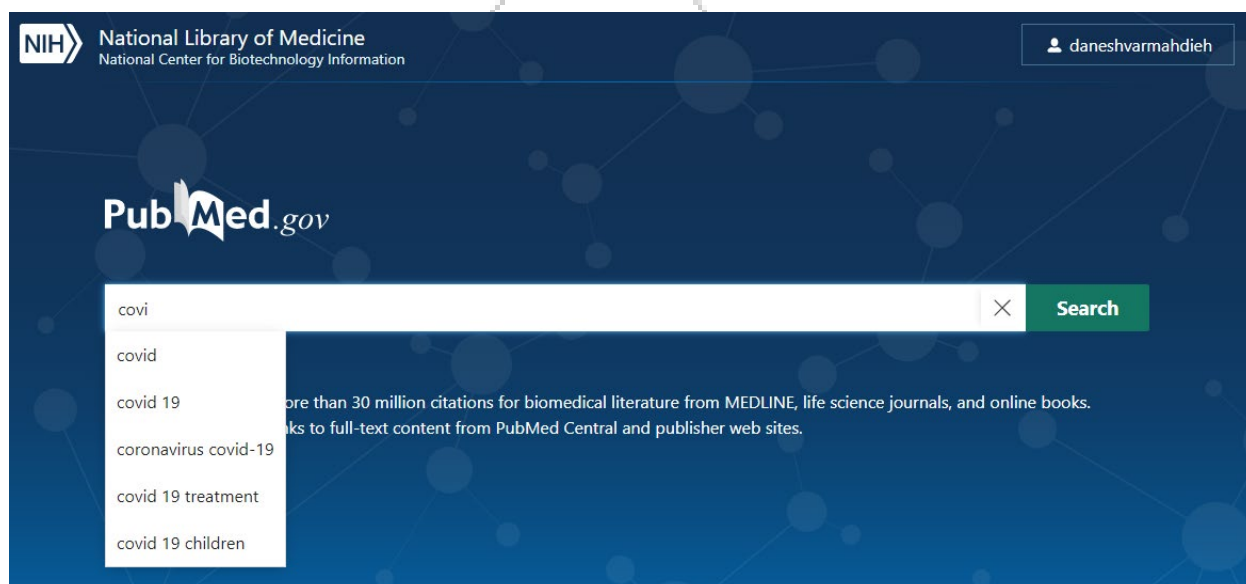 NIH
National Library of Medicine
National Center for Biotechnology Information
daneshvarmahdieh
PubMed.gov
covi
Search
covid
covid 19
ore than 30 million citations for biomedical literature from MEDLINE, life science journals, and online books.
ks to full-text content from PubMed Central and publisher web sites.
coronavirus covid-19
covid 19 treatment
covid 19 children